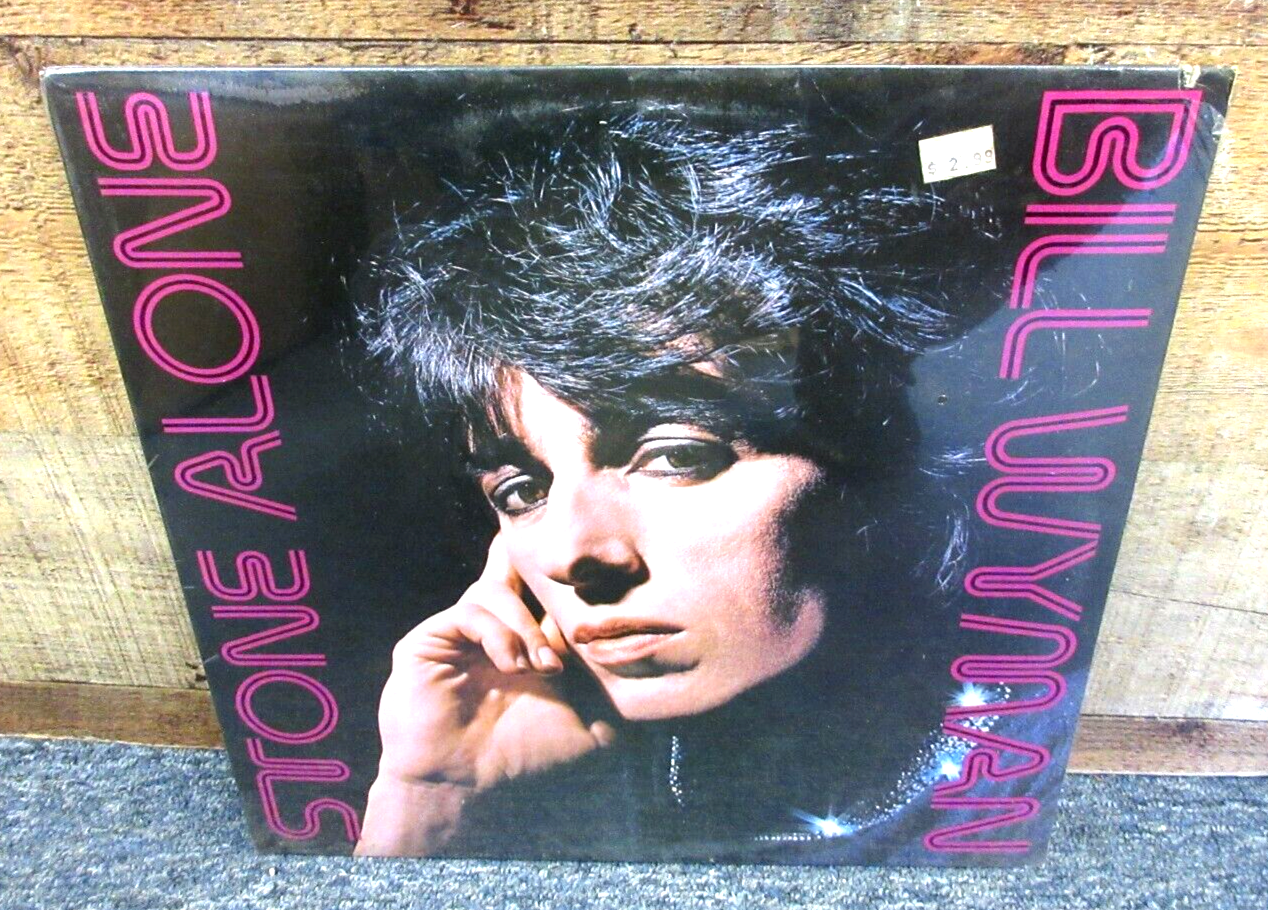 STONE ALONE
BILL WYMAN
$ 2.99